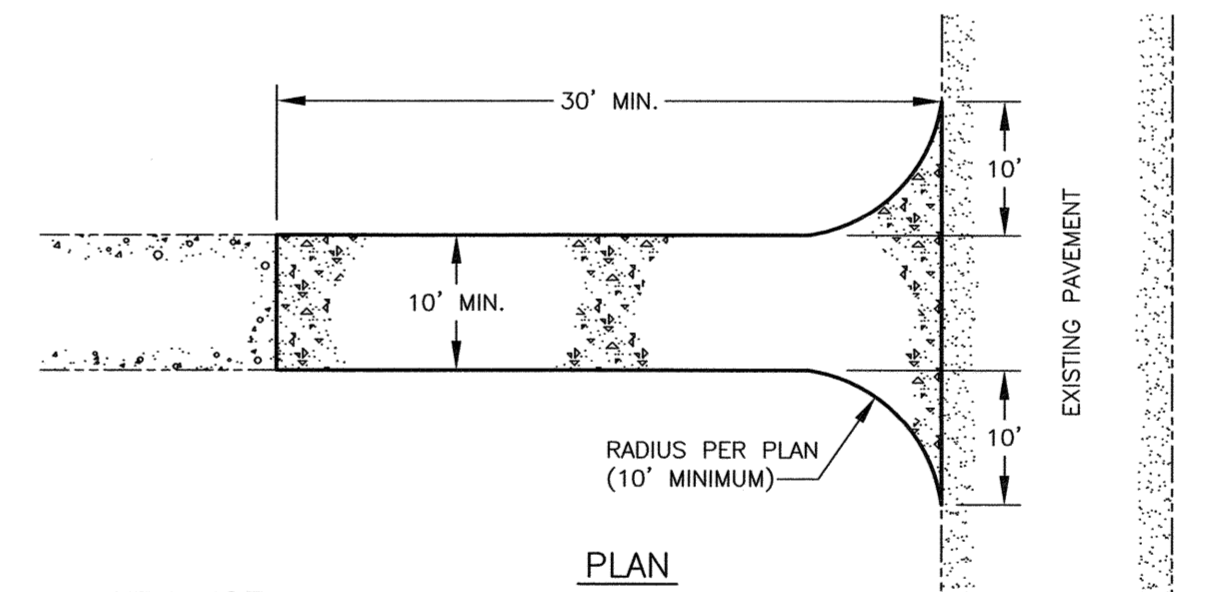 30' MIN.
10'
EXISTING PAVEMENT
10' MIN.
10'
RADIUS PER PLAN
(10' MINIMUM)
PLAN